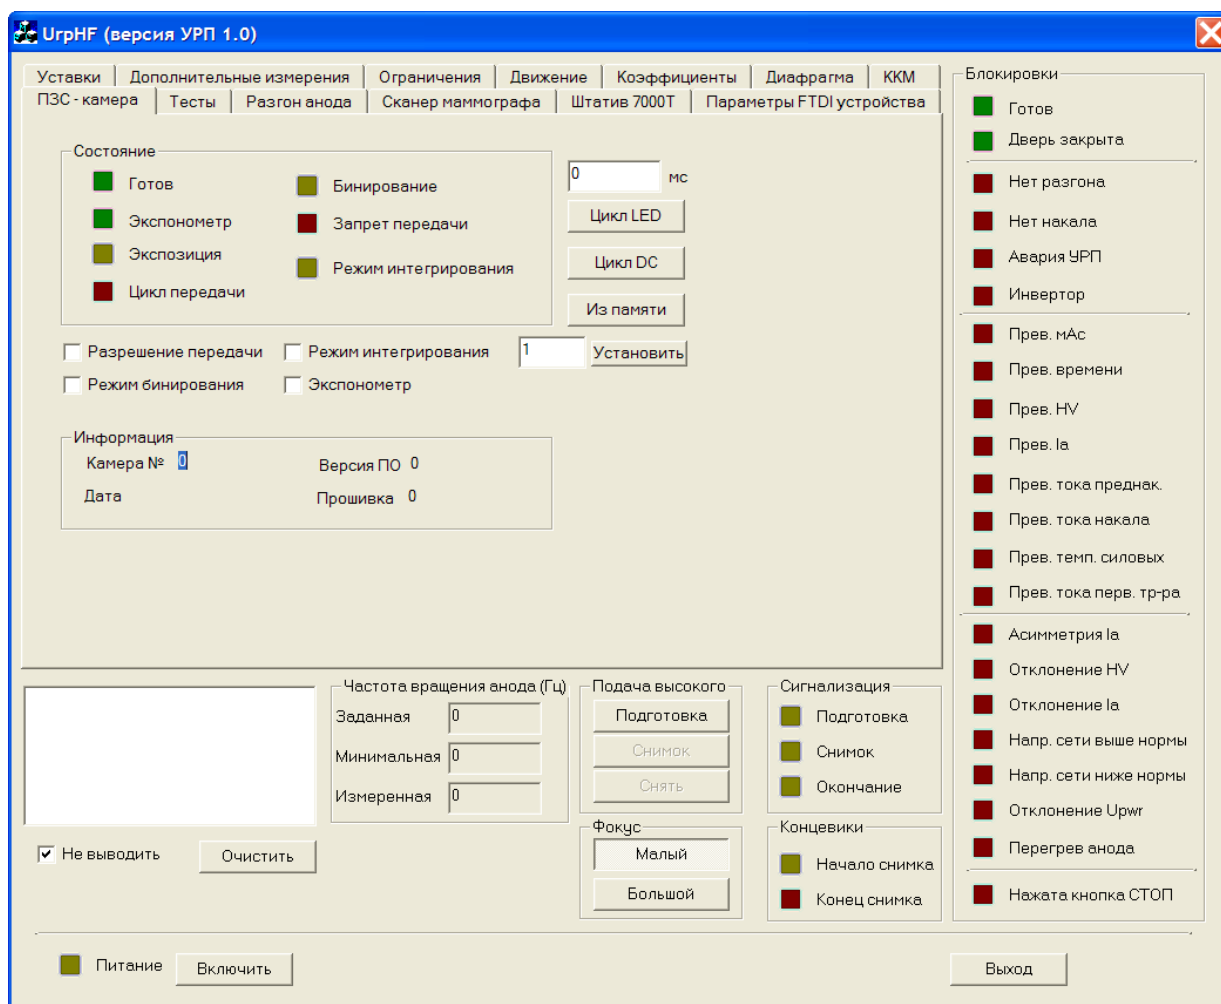 UrpHF (версия УРП 1.0)
Уставки Дополнительные измерения Ограничения Движение Коэффициенты Диафрагма ККМ
ПЗС - камера Тесты Разгон анода Сканер маммографа Штатив 7000Т Параметры FTDI устройства
Состояние
Готов Бинирование
Экспонометр Запрет передачи
Экспозиция Режим интегрирования
Цикл передачи
0 мс
Цикл LED
Цикл DC
Из памяти
Разрешение передачи Режим интегрирования 1 Установить
Режим бинирования Экспонометр
Информация
Камера № 0 Версия ПО 0
Дата Прошивка 0
Частота вращения анода (Гц)
Заданная 0
Минимальная 0
Измеренная 0
Не выводить Очистить
Подача высокого
Подготовка
Снимок
Снять
Фокус
Малый
Большой
Сигнализация
Подготовка
Снимок
Окончание
Концевики
Начало снимка
Конец снимка
Блокировки
Готов
Дверь закрыта
Нет разгона
Нет накала
Авария УРП
Инвертор
Прев. мАс
Прев. времени
Прев. HV
Прев. Ia
Прев. тока преднак.
Прев. тока накала
Прев. темп. силовых
Прев. тока перв. тр-ра
Асимметрия Ia
Отклонение HV
Отклонение Ia
Напр. сети выше нормы
Напр. сети ниже нормы
Отклонение Upwr
Перегрев анода
Нажата кнопка СТОП
Питание Включить Выход